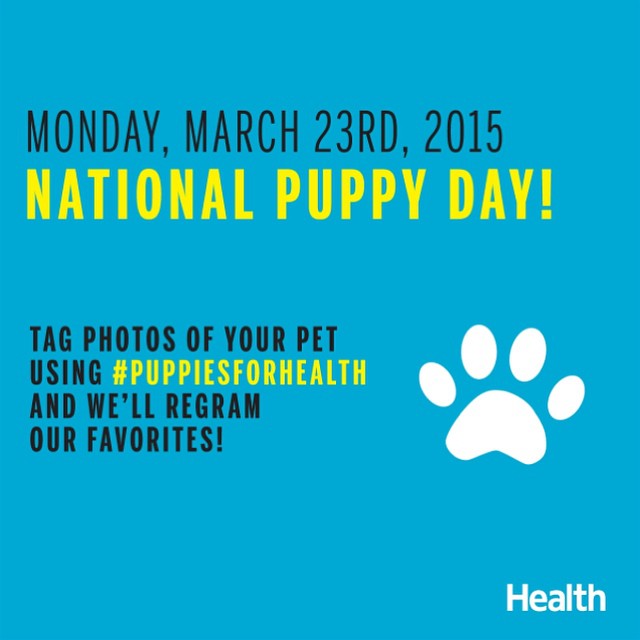 MONDAY, MARCH 23RD, 2015
NATIONAL PUPPY DAY!
TAG PHOTOS OF YOUR PET
USING #PUPPIESFORHEALTH
AND WE'LL REGRAM
OUR FAVORITES!
Health